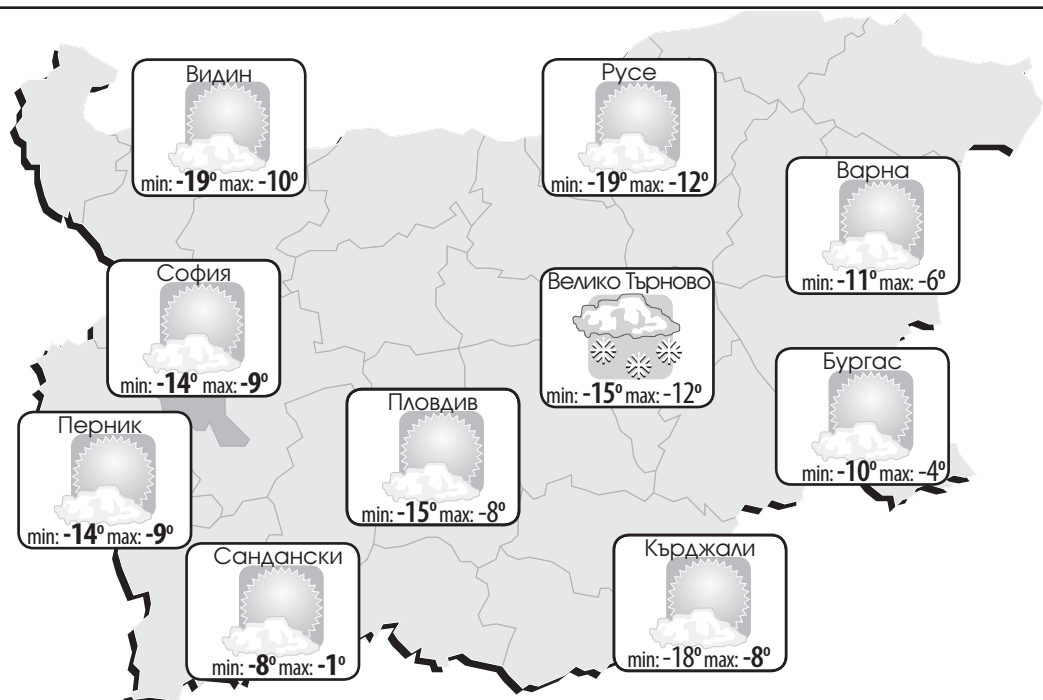 Видин
min: -19° max: -10°
Русе
min: -19° max: -12°
Варна
min: -11° max: -6°
София
min: -14° max: -9°
Велико Търново
min: -15° max: -12°
Бургас
min: -10° max: -4°
Пловдив
min: -15° max: -8°
Перник
min: -14° max: -9°
Сандански
min: -8° max: -1°
Кърджали
min: -18° max: -8°